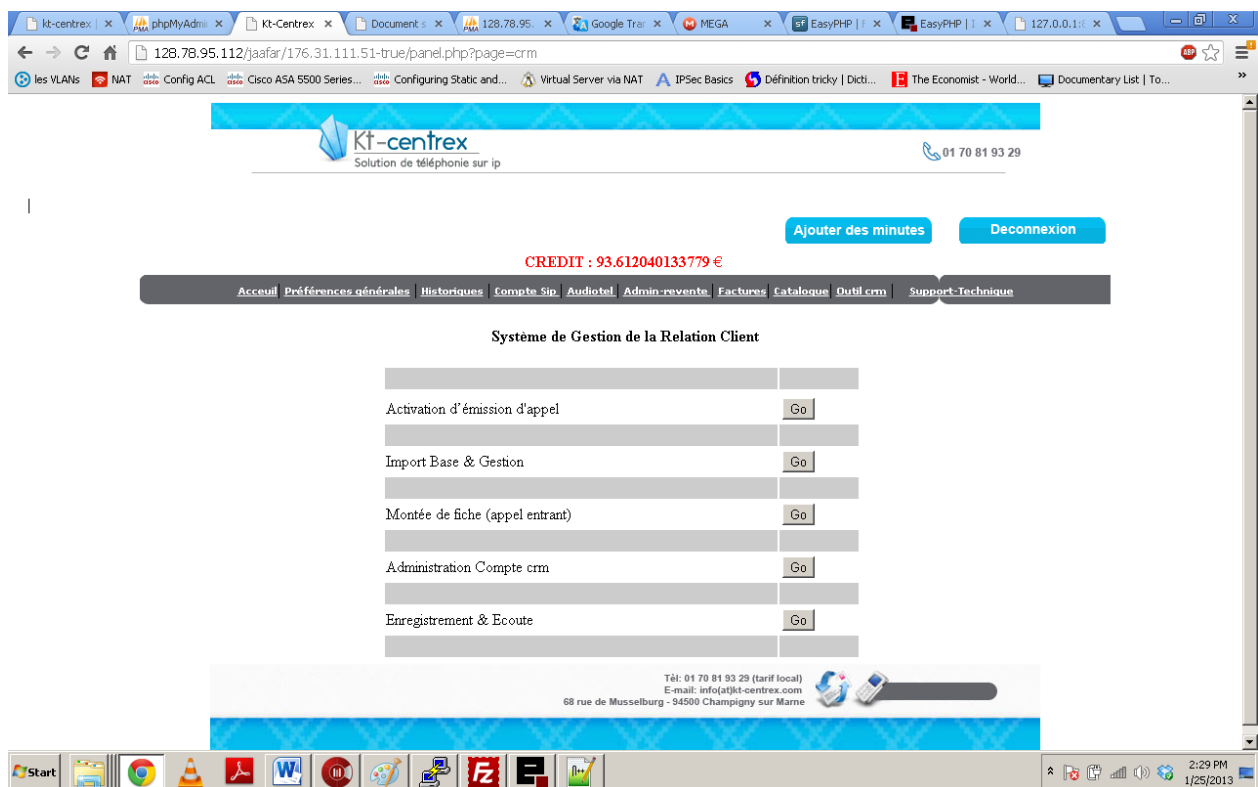 kt-centrex | phpMyAdmi Kt-Centrex Document s 128.78.95. Google Tra MEGA EasyPHP | F EasyPHP | 127.0.0.1:8
128.78.95.112/jaafar/176.31.111.51-true/panel.php?page=crm ABP
les VLANs NAT Config ACL Cisco ASA 5500 Series... Configuring Static and... Virtual Server via NAT IPSec Basics Définition tricky | Dicti... The Economist - World... Documentary List | To... »
Kt-centrex
Solution de téléphonie sur ip
01 70 81 93 29
Ajouter des minutes Deconnexion
CREDIT : 93.612040133779 €
Acceuil Préférences générales Historiques Compte Sip Audiotel Admin-revente Factures Catalogue Outil crm Support-Technique
Système de Gestion de la Relation Client
Activation d’émission d'appel Go
Import Base & Gestion Go
Montée de fiche (appel entrant) Go
Administration Compte crm Go
Enregistrement & Ecoute Go
Tèl: 01 70 81 93 29 (tarif local)
E-mail: info(at)kt-centrex.com
68 rue de Musselburg - 94500 Champigny sur Marne
Start 2:29 PM
1/25/2013